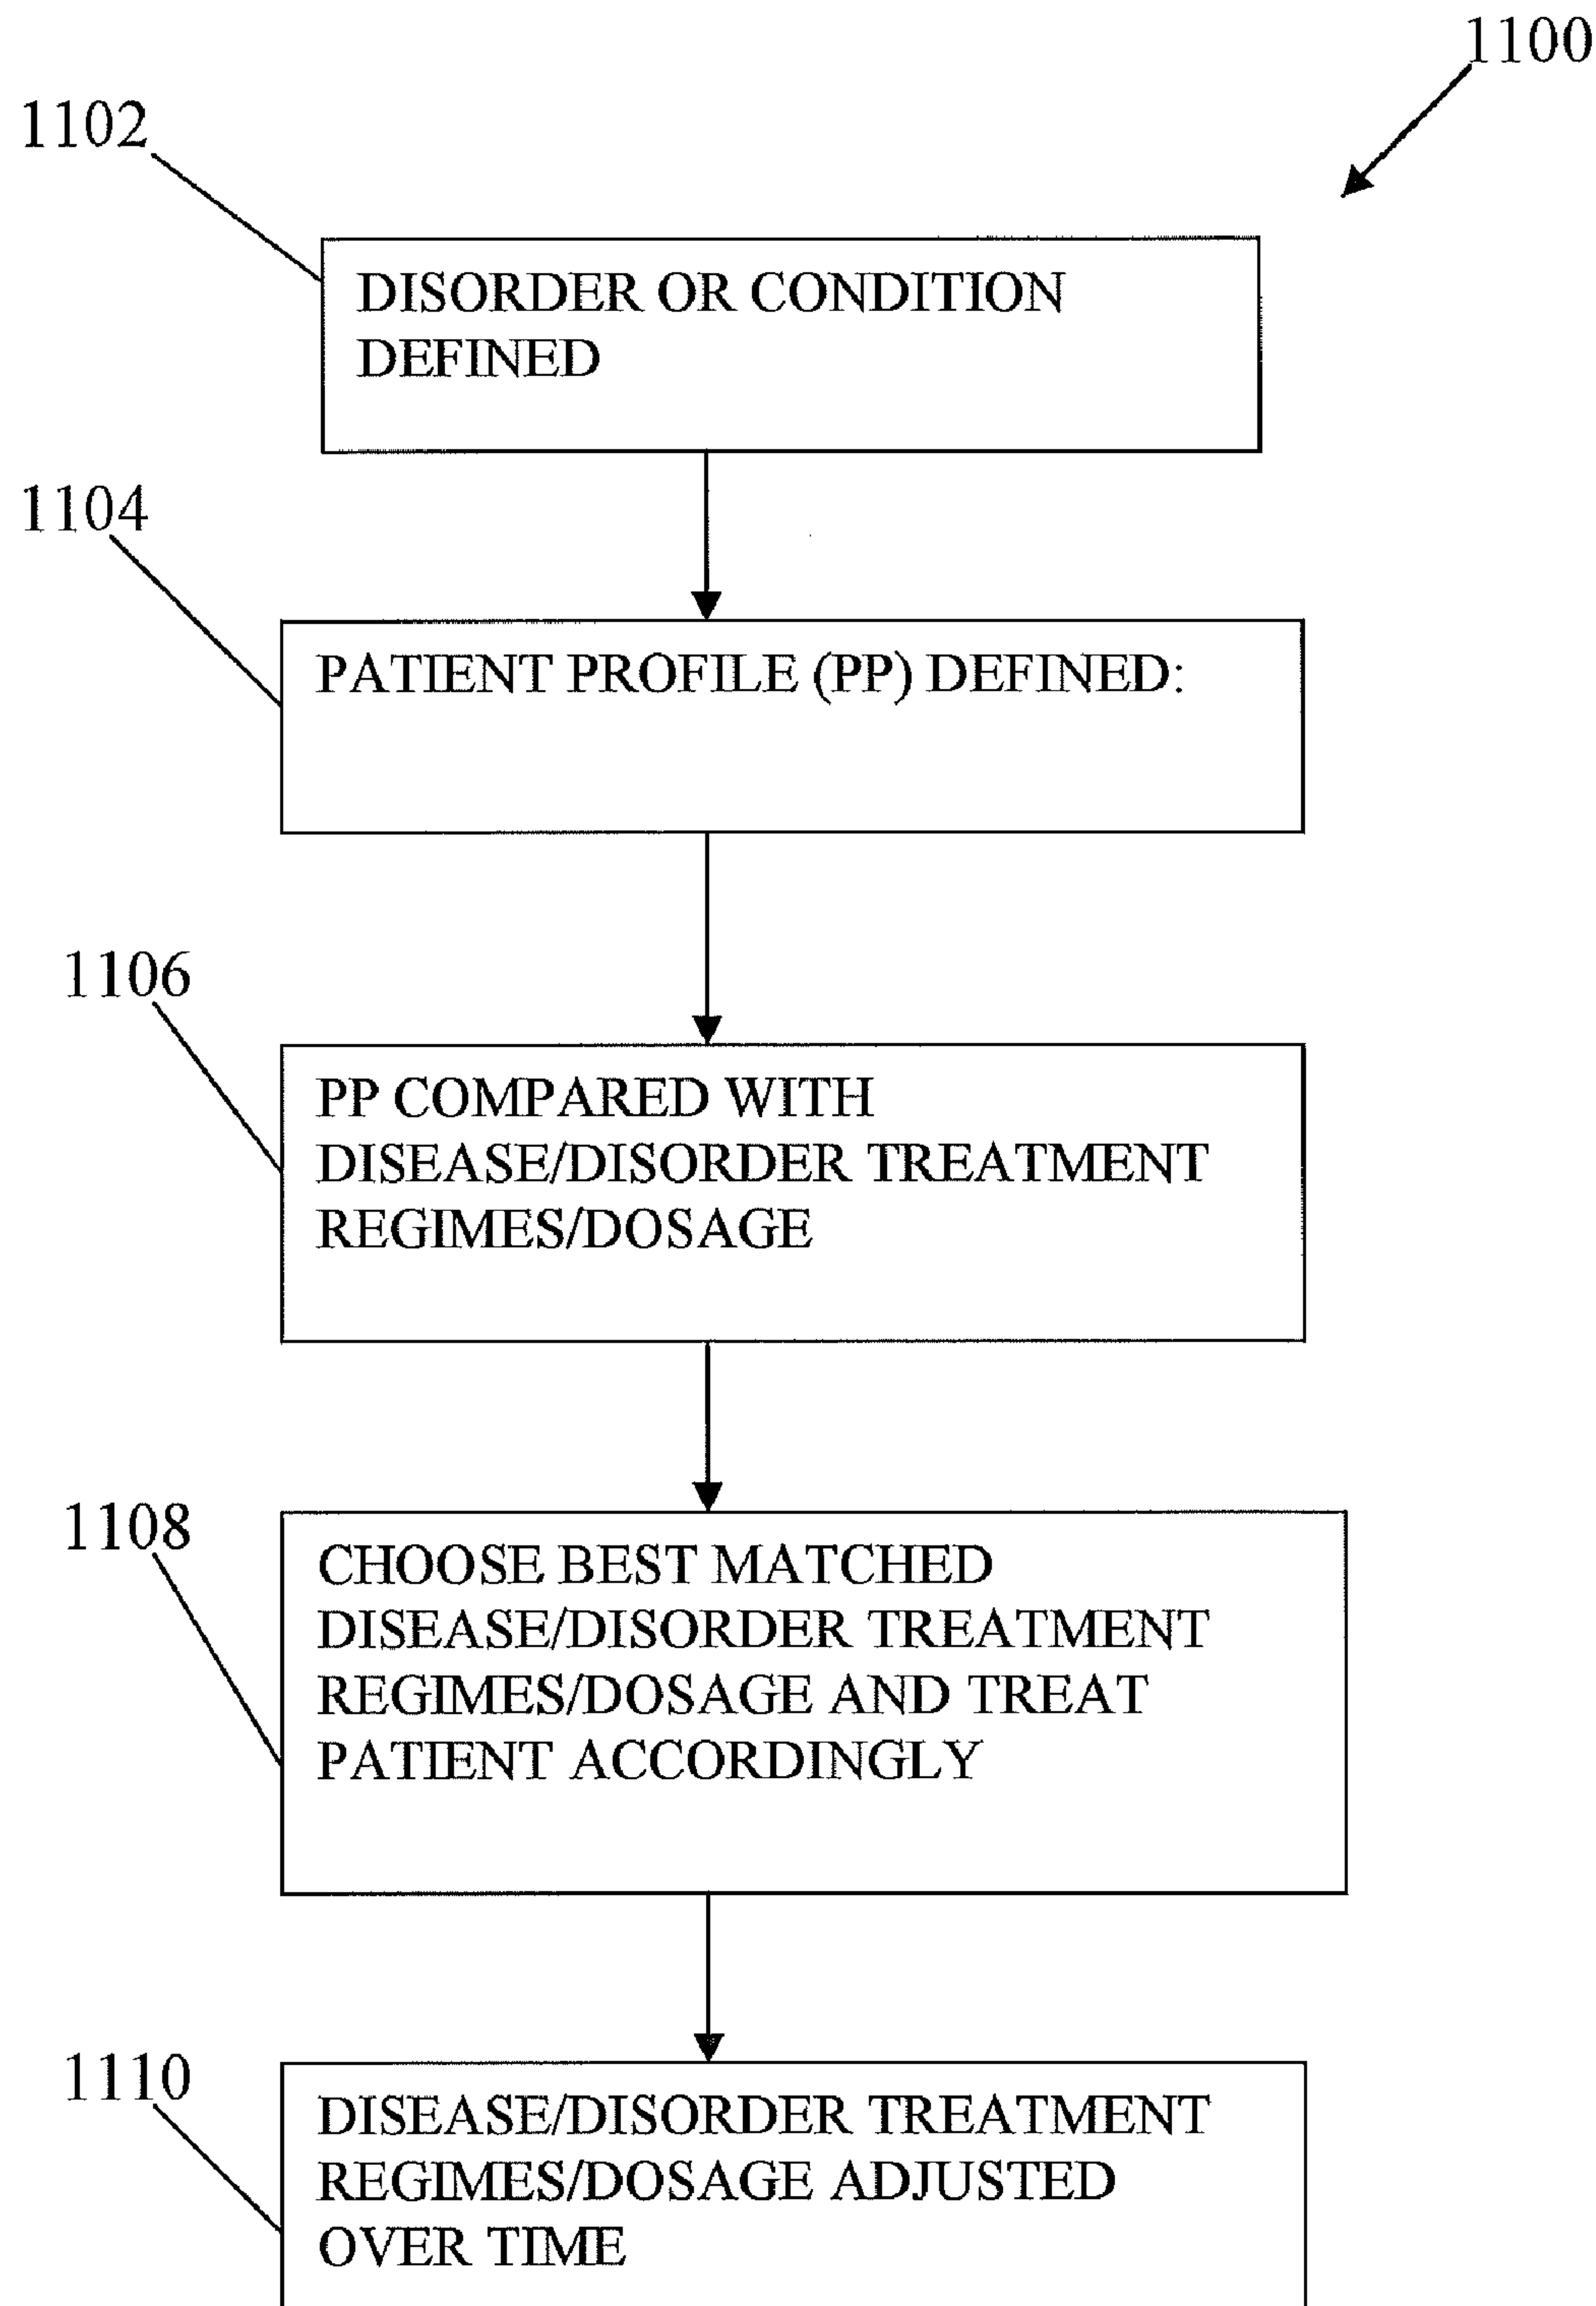 1100
1102
DISORDER OR CONDITION
DEFINED
1104
PATIENT PROFILE (PP) DEFINED:
1106
PP COMPARED WITH
DISEASE/DISORDER TREATMENT
REGIMES/DOSAGE
1108
CHOOSE BEST MATCHED
DISEASE/DISORDER TREATMENT
REGIMES/DOSAGE AND TREAT
PATIENT ACCORDINGLY
1110
DISEASE/DISORDER TREATMENT
REGIMES/DOSAGE ADJUSTED
OVER TIME